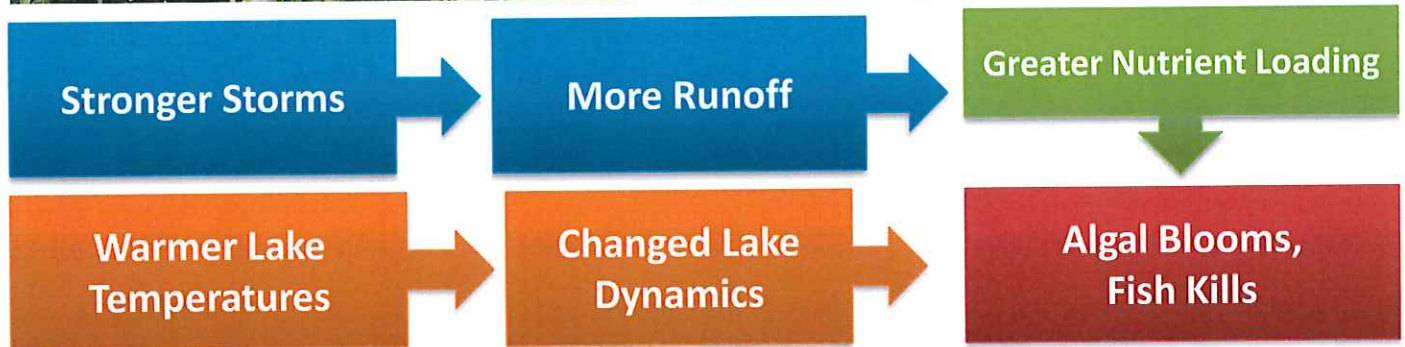 Stronger Storms
More Runoff
Greater Nutrient Loading
Warmer Lake
Temperatures
Changed Lake
Dynamics
Algal Blooms,
Fish Kills